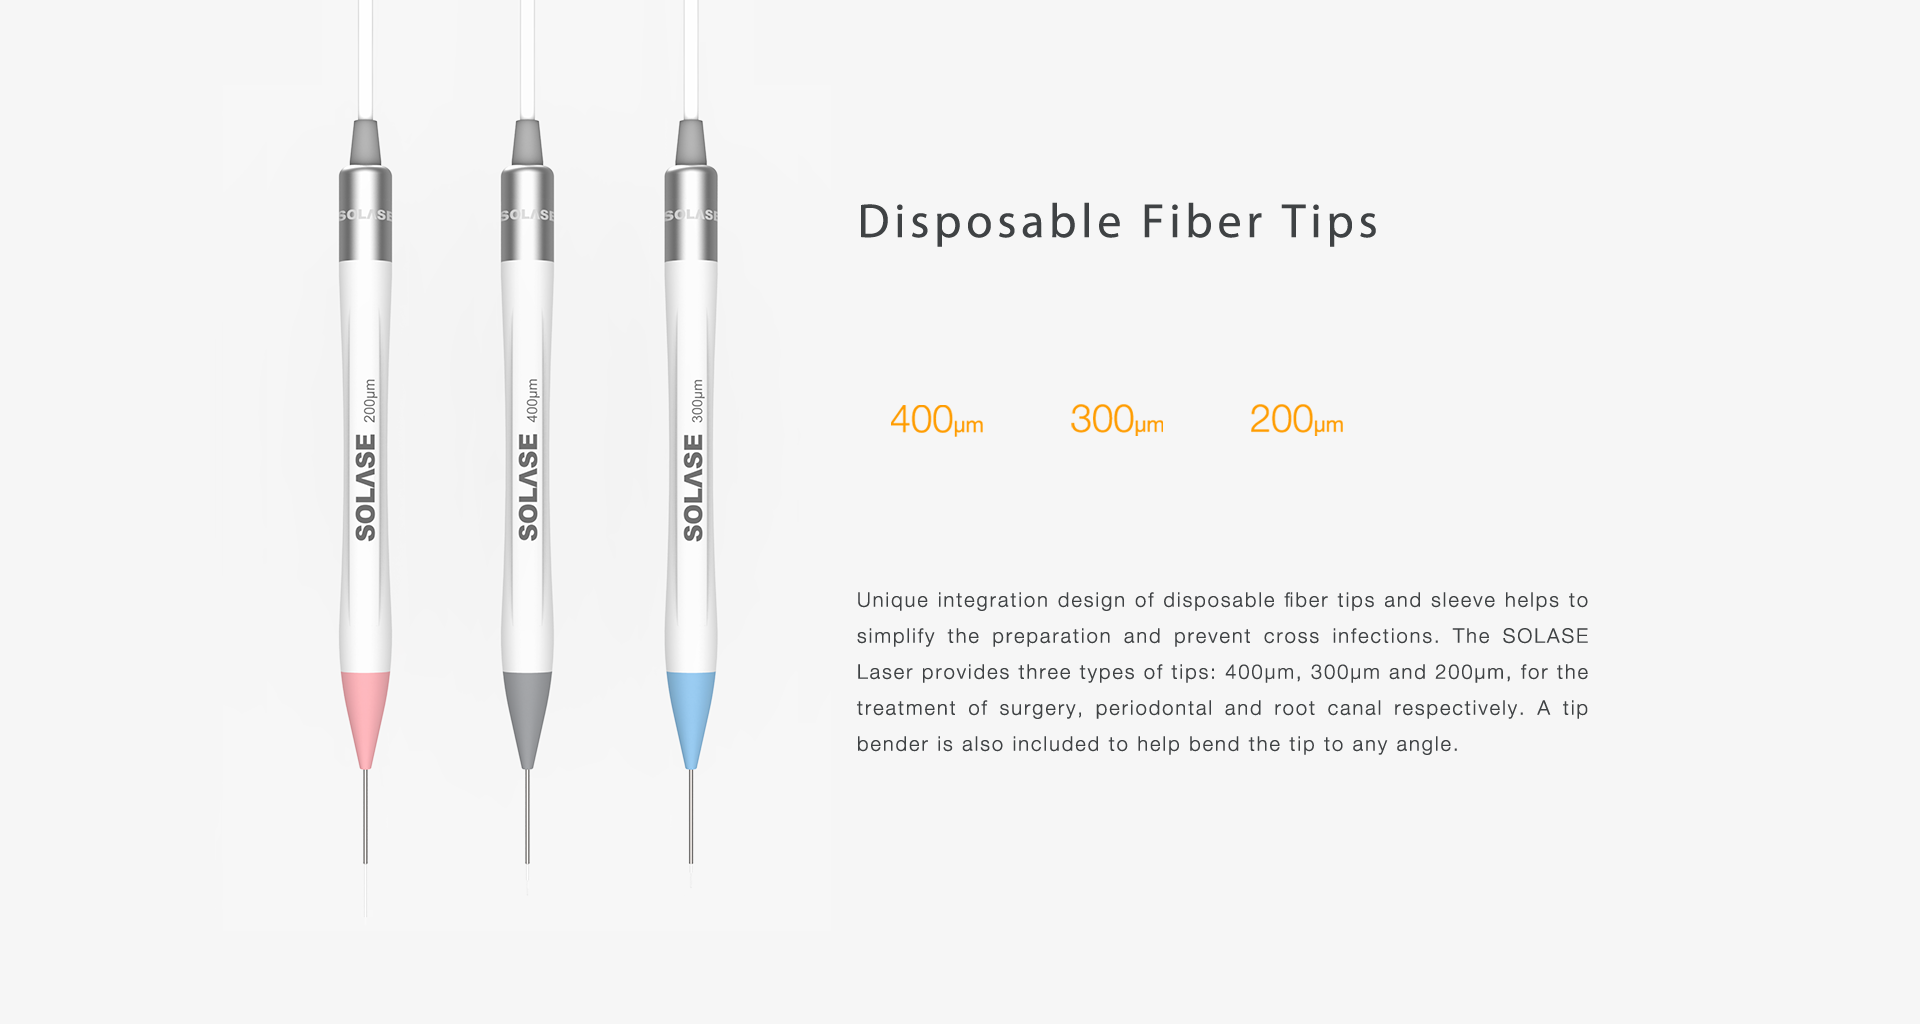 SOLASE
SOLASE
SOLASE
SOLASE 200µm
SOLASE 400µm
SOLASE 300µm
Disposable Fiber Tips
400µm 300µm 200µm
Unique integration design of disposable fiber tips and sleeve helps to
simplify the preparation and prevent cross infections. The SOLASE
Laser provides three types of tips: 400µm, 300µm and 200µm, for the
treatment of surgery, periodontal and root canal respectively. A tip
bender is also included to help bend the tip to any angle.